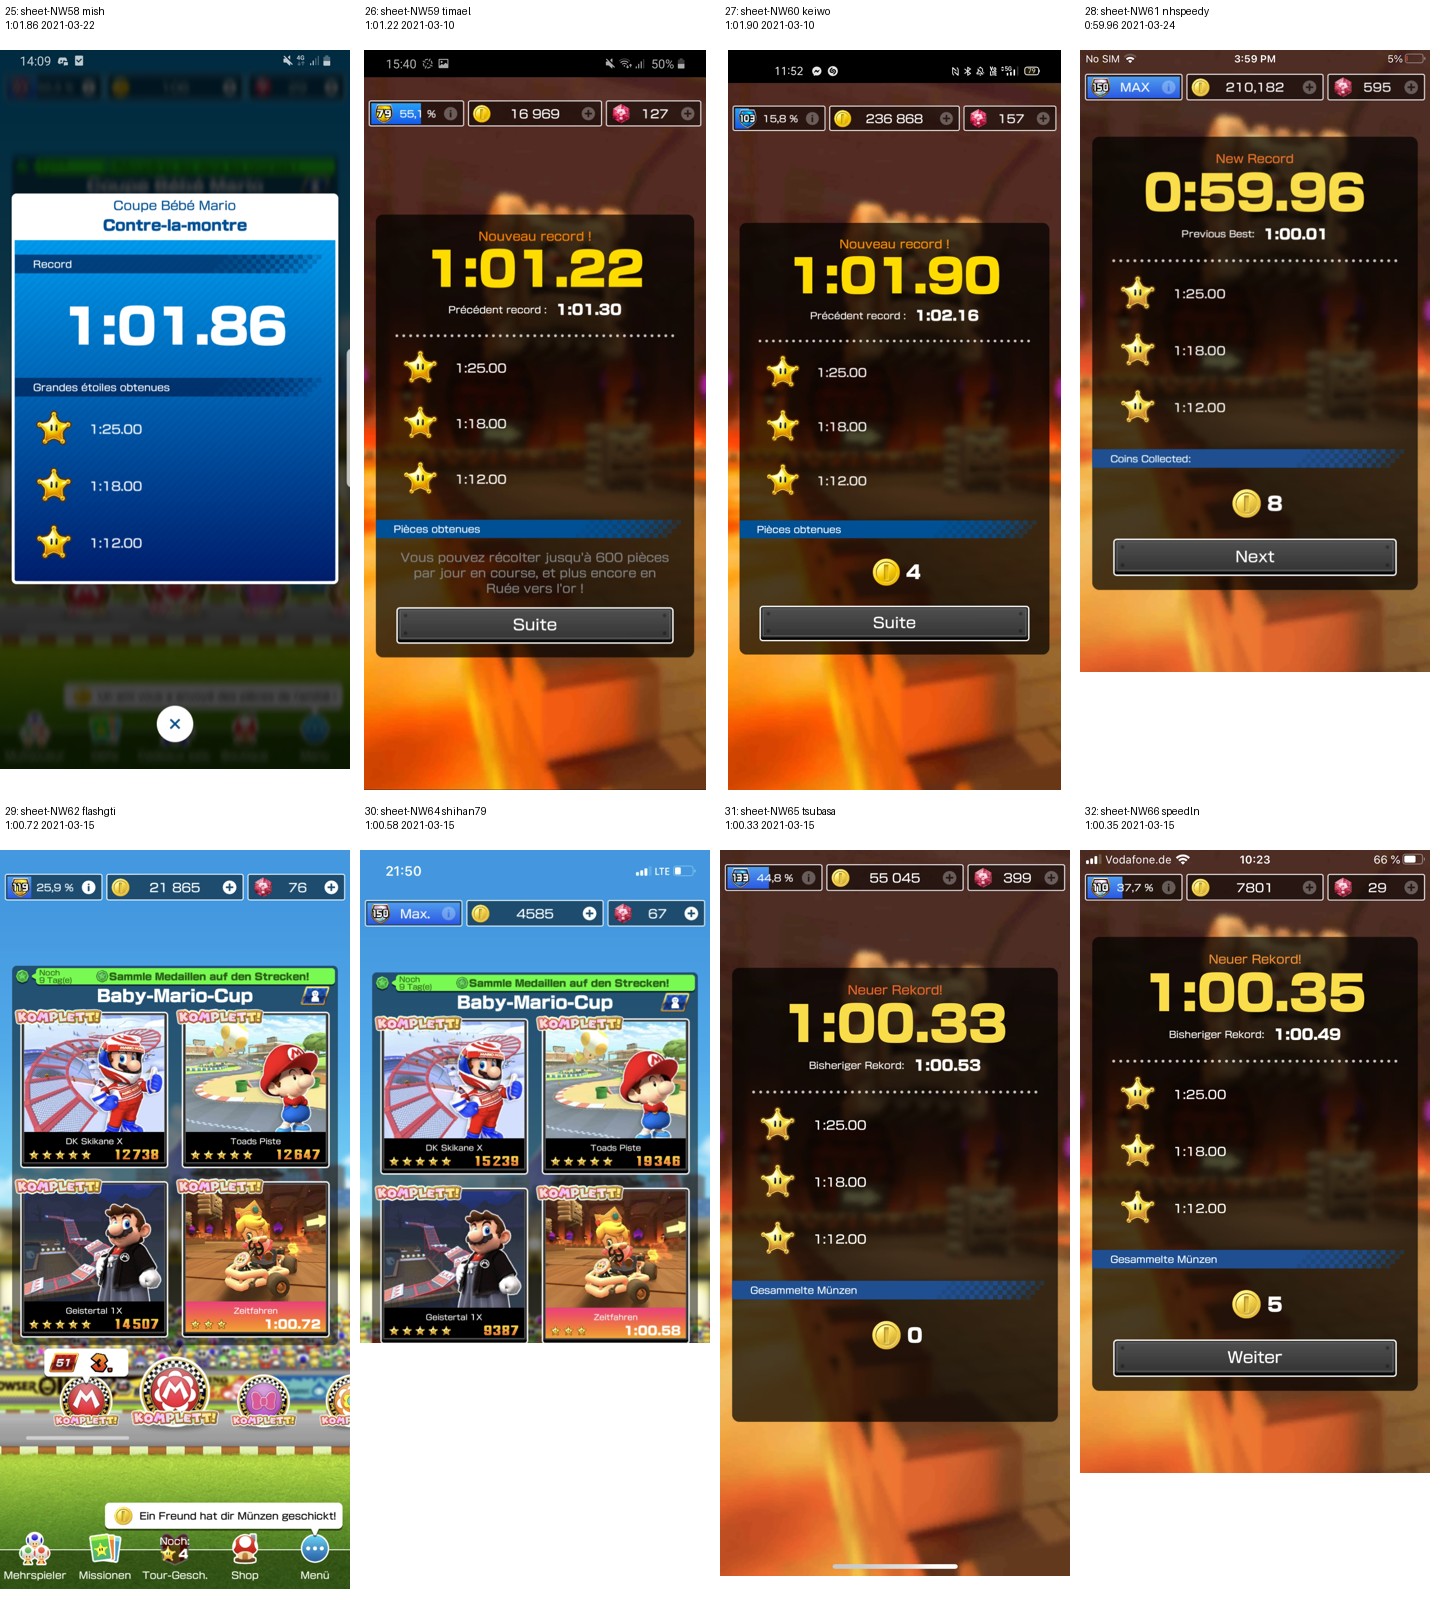 25: sheet-NW58 mish
1:01.86 2021-03-22
14:09
4G
Coupe Bébé Mario
Contre-la-montre
Record
1:01.86
Grandes étoiles obtenues
1:25.00
1:18.00
1:12.00
×
26: sheet-NW59 timael
1:01.22 2021-03-10
15:40
50%
79 55,1 %
16 969
127
Nouveau record !
1:01.22
Précédent record : 1:01.30
1:25.00
1:18.00
1:12.00
Pièces obtenues
Vous pouvez récolter jusqu'à 600 pièces
par jour en course, et plus encore en
Ruée vers l'or !
Suite
27: sheet-NW60 keiwo
1:01.90 2021-03-10
11:52
79
103 15,8 %
236 868
157
Nouveau record !
1:01.90
Précédent record : 1:02.16
1:25.00
1:18.00
1:12.00
Pièces obtenues
4
Suite
28: sheet-NW61 nhspeedy
0:59.96 2021-03-24
No SIM
3:59 PM
5%
150 MAX
210,182
595
New Record
0:59.96
Previous Best: 1:00.01
1:25.00
1:18.00
1:12.00
Coins Collected:
8
Next
29: sheet-NW62 flashgti
1:00.72 2021-03-15
119 25,9 %
21 865
76
Noch
9 Tag(e)
Sammle Medaillen auf den Strecken!
Baby-Mario-Cup
KOMPLETT!
KOMPLETT!
DK Skikane X
12738
Toads Piste
12647
KOMPLETT!
KOMPLETT!
Geistertal 1X
14507
Zeitfahren
1:00.72
51 3.
KOMPLETT!
KOMPLETT!
KOMPLETT!
Ein Freund hat dir Münzen geschickt!
Noch:
4
Mehrspieler
Missionen
Tour-Gesch.
Shop
Menü
30: sheet-NW64 shihan79
1:00.58 2021-03-15
21:50
LTE
150 Max.
4585
67
Noch
9 Tag(e)
Sammle Medaillen auf den Strecken!
Baby-Mario-Cup
KOMPLETT!
KOMPLETT!
DK Skikane X
15239
Toads Piste
19346
KOMPLETT!
KOMPLETT!
Geistertal 1X
9387
Zeitfahren
1:00.58
31: sheet-NW65 tsubasa
1:00.33 2021-03-15
133 44,8 %
55 045
399
Neuer Rekord!
1:00.33
Bisheriger Rekord: 1:00.53
1:25.00
1:18.00
1:12.00
Gesammelte Münzen
0
32: sheet-NW66 speedln
1:00.35 2021-03-15
Vodafone.de
10:23
66 %
110 37,7 %
7801
29
Neuer Rekord!
1:00.35
Bisheriger Rekord: 1:00.49
1:25.00
1:18.00
1:12.00
Gesammelte Münzen
5
Weiter